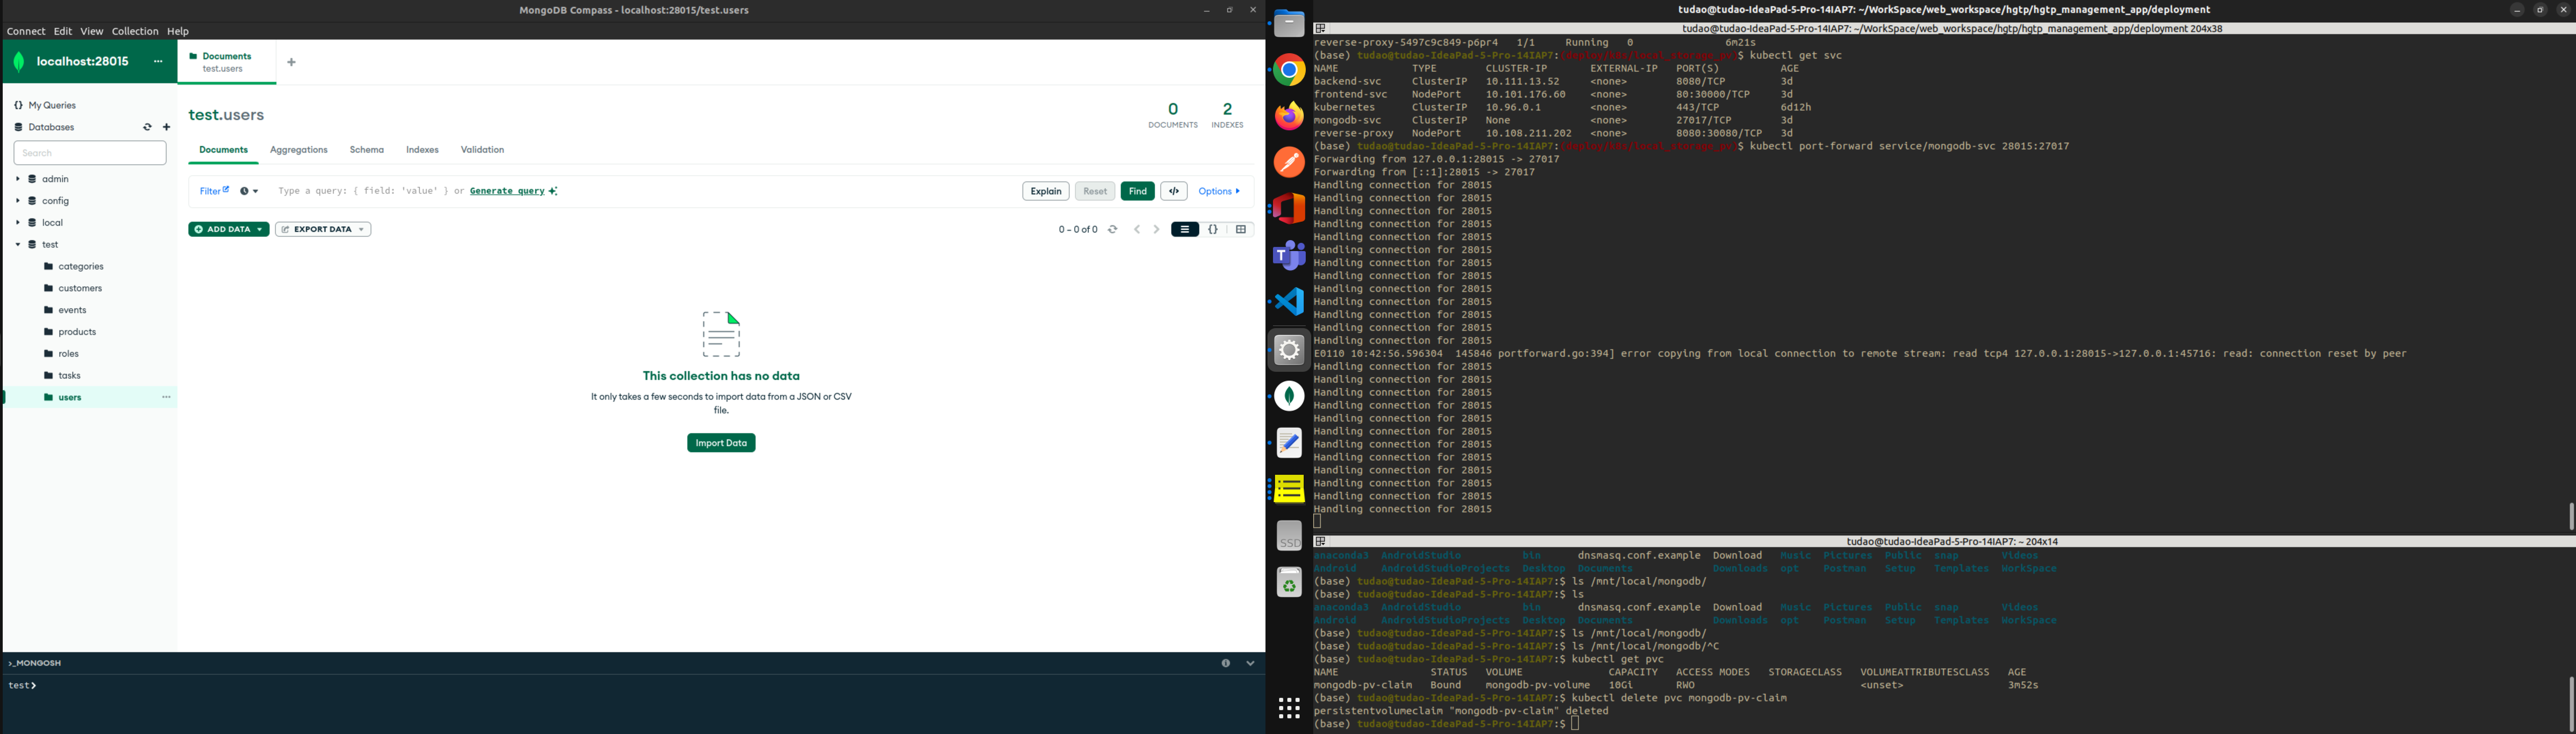 MongoDB Compass - localhost:28015/test.users
Connect Edit View Collection Help
localhost:28015
Documents
test.users
My Queries
Databases
Search
admin
config
local
test
categories
customers
events
products
roles
tasks
users
test.users
0
DOCUMENTS
2
INDEXES
Documents Aggregations Schema Indexes Validation
Filter
Type a query: { field: 'value' } or Generate query
Explain Reset Find Options
ADD DATA EXPORT DATA
0 – 0 of 0
This collection has no data
It only takes a few seconds to import data from a JSON or CSV
file.
Import Data
>_MONGOSH
test>
SSD
tudao@tudao-IdeaPad-5-Pro-14IAP7: ~/WorkSpace/web_workspace/hgtp/hgtp_management_app/deployment
tudao@tudao-IdeaPad-5-Pro-14IAP7: ~/WorkSpace/web_workspace/hgtp/hgtp_management_app/deployment 204x38
reverse-proxy-5497c9c849-p6pr4 1/1 Running 0 6m21s
(base) tudao@tudao-IdeaPad-5-Pro-14IAP7:[deploy/k8s/local_storage_pv]$ kubectl get svc
NAME TYPE CLUSTER-IP EXTERNAL-IP PORT(S) AGE
backend-svc ClusterIP 10.111.13.52 <none> 8080/TCP 3d
frontend-svc NodePort 10.101.176.60 <none> 80:30000/TCP 3d
kubernetes ClusterIP 10.96.0.1 <none> 443/TCP 6d12h
mongodb-svc ClusterIP None <none> 27017/TCP 3d
reverse-proxy NodePort 10.108.211.202 <none> 8080:30080/TCP 3d
(base) tudao@tudao-IdeaPad-5-Pro-14IAP7:[deploy/k8s/local_storage_pv]$ kubectl port-forward service/mongodb-svc 28015:27017
Forwarding from 127.0.0.1:28015 -> 27017
Forwarding from [::1]:28015 -> 27017
Handling connection for 28015
Handling connection for 28015
Handling connection for 28015
Handling connection for 28015
Handling connection for 28015
Handling connection for 28015
Handling connection for 28015
Handling connection for 28015
Handling connection for 28015
Handling connection for 28015
Handling connection for 28015
Handling connection for 28015
Handling connection for 28015
E0110 10:42:56.596304 145846 portforward.go:394] error copying from local connection to remote stream: read tcp4 127.0.0.1:28015->127.0.0.1:45716: read: connection reset by peer
Handling connection for 28015
Handling connection for 28015
Handling connection for 28015
Handling connection for 28015
Handling connection for 28015
Handling connection for 28015
Handling connection for 28015
Handling connection for 28015
Handling connection for 28015
Handling connection for 28015
Handling connection for 28015
Handling connection for 28015
tudao@tudao-IdeaPad-5-Pro-14IAP7: ~ 204x14
anaconda3 AndroidStudio bin dnsmasq.conf.example Download Music Pictures Public snap Videos
Android AndroidStudioProjects Desktop Documents Downloads opt Postman Setup Templates WorkSpace
(base) tudao@tudao-IdeaPad-5-Pro-14IAP7:$ ls /mnt/local/mongodb/
(base) tudao@tudao-IdeaPad-5-Pro-14IAP7:$ ls
anaconda3 AndroidStudio bin dnsmasq.conf.example Download Music Pictures Public snap Videos
Android AndroidStudioProjects Desktop Documents Downloads opt Postman Setup Templates WorkSpace
(base) tudao@tudao-IdeaPad-5-Pro-14IAP7:$ ls /mnt/local/mongodb/
(base) tudao@tudao-IdeaPad-5-Pro-14IAP7:$ ls /mnt/local/mongodb/^C
(base) tudao@tudao-IdeaPad-5-Pro-14IAP7:$ kubectl get pvc
NAME STATUS VOLUME CAPACITY ACCESS MODES STORAGECLASS VOLUMEATTRIBUTESCLASS AGE
mongodb-pv-claim Bound mongodb-pv-volume 10Gi RWO <unset> 3m52s
(base) tudao@tudao-IdeaPad-5-Pro-14IAP7:$ kubectl delete pvc mongodb-pv-claim
persistentvolumeclaim "mongodb-pv-claim" deleted
(base) tudao@tudao-IdeaPad-5-Pro-14IAP7:$